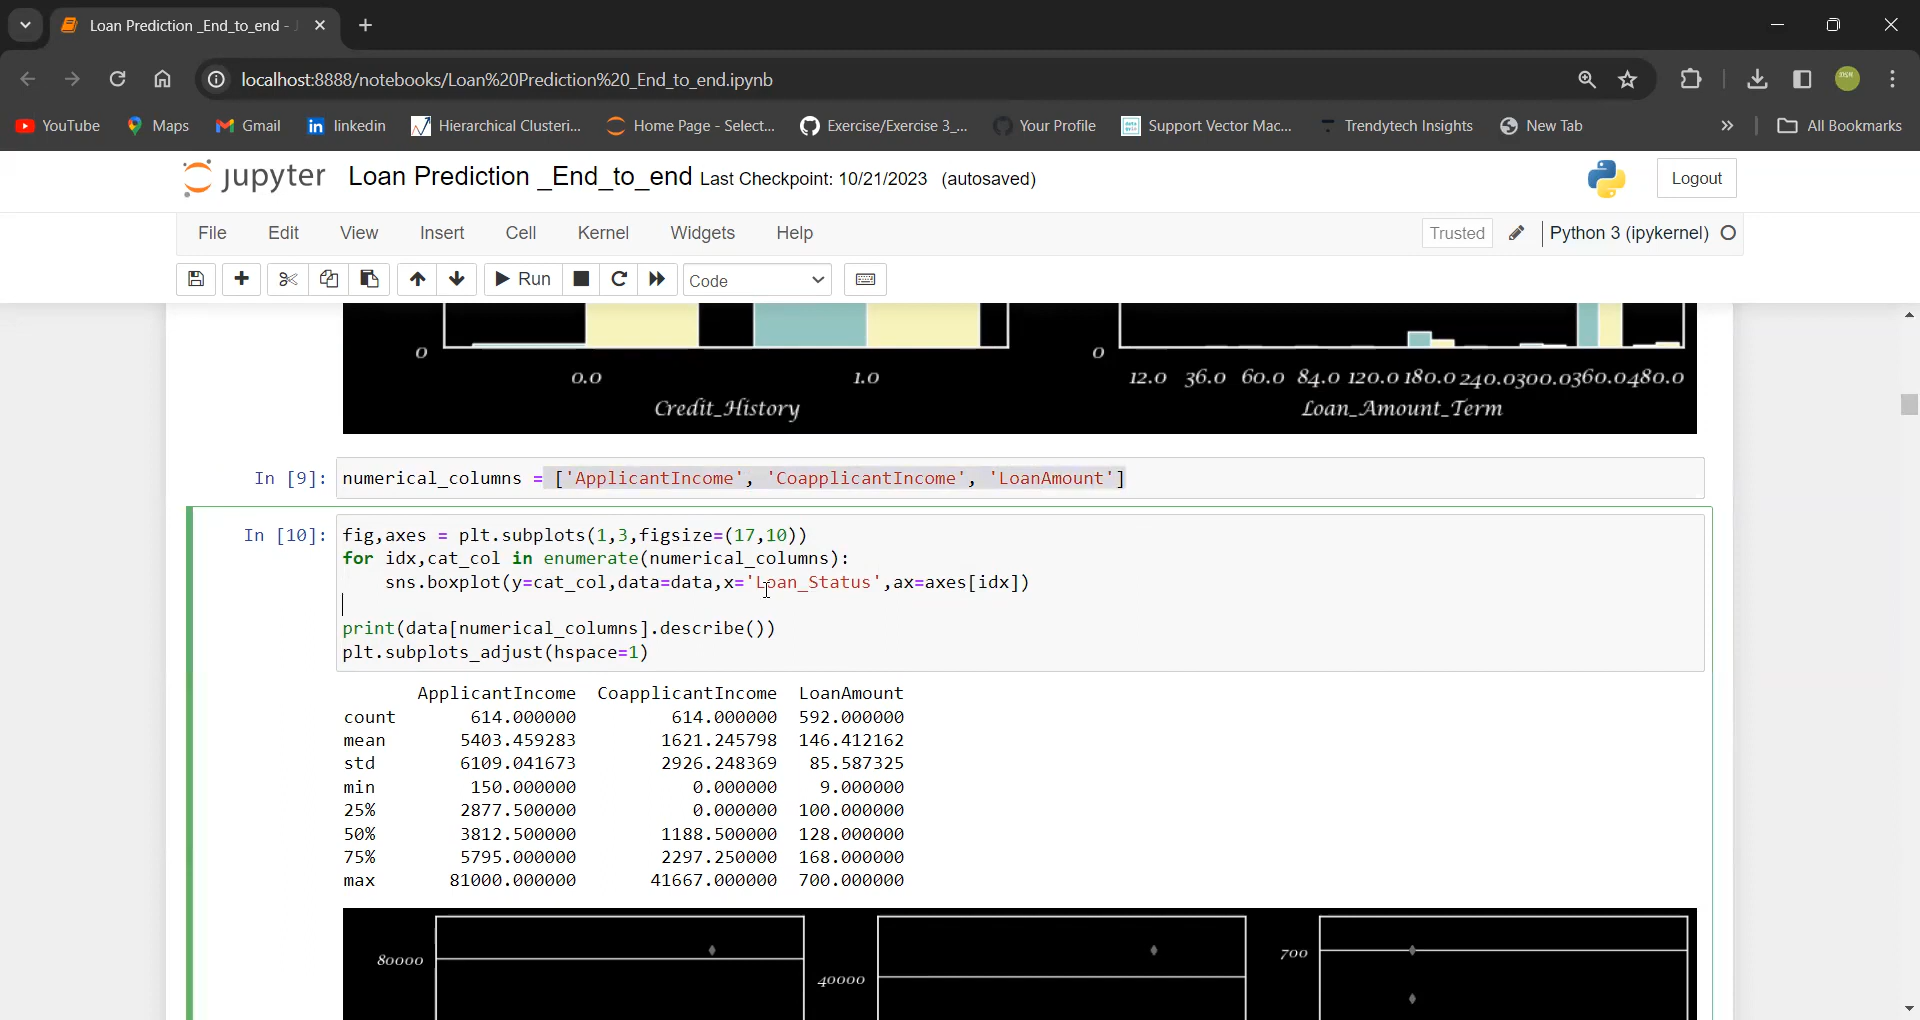 Loan Prediction _End_to_end -
localhost:8888/notebooks/Loan%20Prediction%20_End_to_end.ipynb
YouTube Maps Gmail linkedin Hierarchical Clusteri... Home Page - Select... Exercise/Exercise 3_... Your Profile Support Vector Mac... Trendytech Insights New Tab » All Bookmarks
jupyter Loan Prediction _End_to_end Last Checkpoint: 10/21/2023 (autosaved) Logout
File Edit View Insert Cell Kernel Widgets Help Trusted Python 3 (ipykernel)
Run Code
0 0
0.0 1.0 12.0 36.0 60.0 84.0 120.0 180.0 240.0 300.0 360.0 480.0
Credit_History Loan_Amount_Term
In [9]: numerical_columns = ['ApplicantIncome', 'CoapplicantIncome', 'LoanAmount']
In [10]: fig,axes = plt.subplots(1,3,figsize=(17,10))
for idx,cat_col in enumerate(numerical_columns):
sns.boxplot(y=cat_col,data=data,x='Loan_Status',ax=axes[idx])
print(data[numerical_columns].describe())
plt.subplots_adjust(hspace=1)
ApplicantIncome CoapplicantIncome LoanAmount
count 614.000000 614.000000 592.000000
mean 5403.459283 1621.245798 146.412162
std 6109.041673 2926.248369 85.587325
min 150.000000 0.000000 9.000000
25% 2877.500000 0.000000 100.000000
50% 3812.500000 1188.500000 128.000000
75% 5795.000000 2297.250000 168.000000
max 81000.000000 41667.000000 700.000000
80000 40000 700